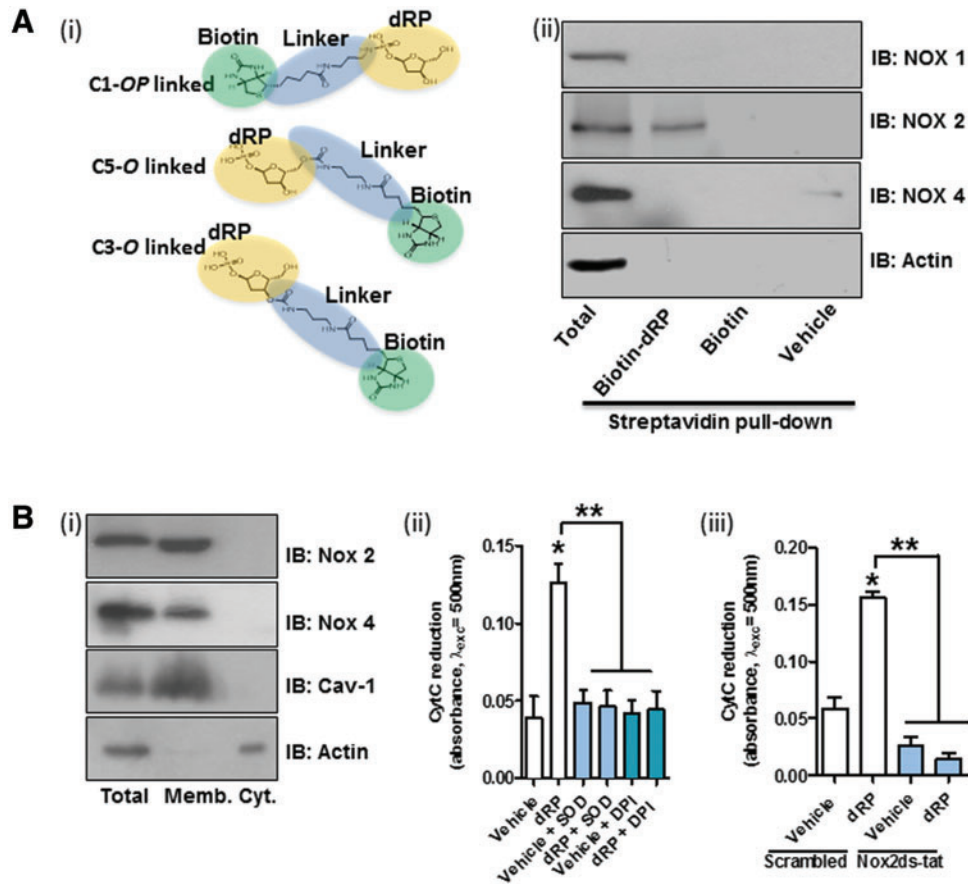 A
(i)
Biotin Linker dRP
C1-OP linked
dRP
Linker
C5-O linked
Biotin
dRP
C3-O linked
Linker
Biotin
(ii)
IB: NOX 1
IB: NOX 2
IB: NOX 4
IB: Actin
Total
Biotin-dRP
Biotin
Vehicle
Streptavidin pull-down
B
(i)
IB: Nox 2
IB: Nox 4
IB: Cav-1
IB: Actin
Total Memb. Cyt.
(ii)
CytC reduction
(absorbance, λexc= 500nm)
0.15
0.10
0.05
0.00
*
**
Vehicle
dRP
Vehicle + SOD
dRP + SOD
Vehicle + DPI
dRP + DPI
(iii)
CytC reduction
(absorbance, λexc= 500nm)
0.20
0.15
0.10
0.05
0.00
*
**
Vehicle
dRP
Vehicle
dRP
Scrambled Nox2ds-tat